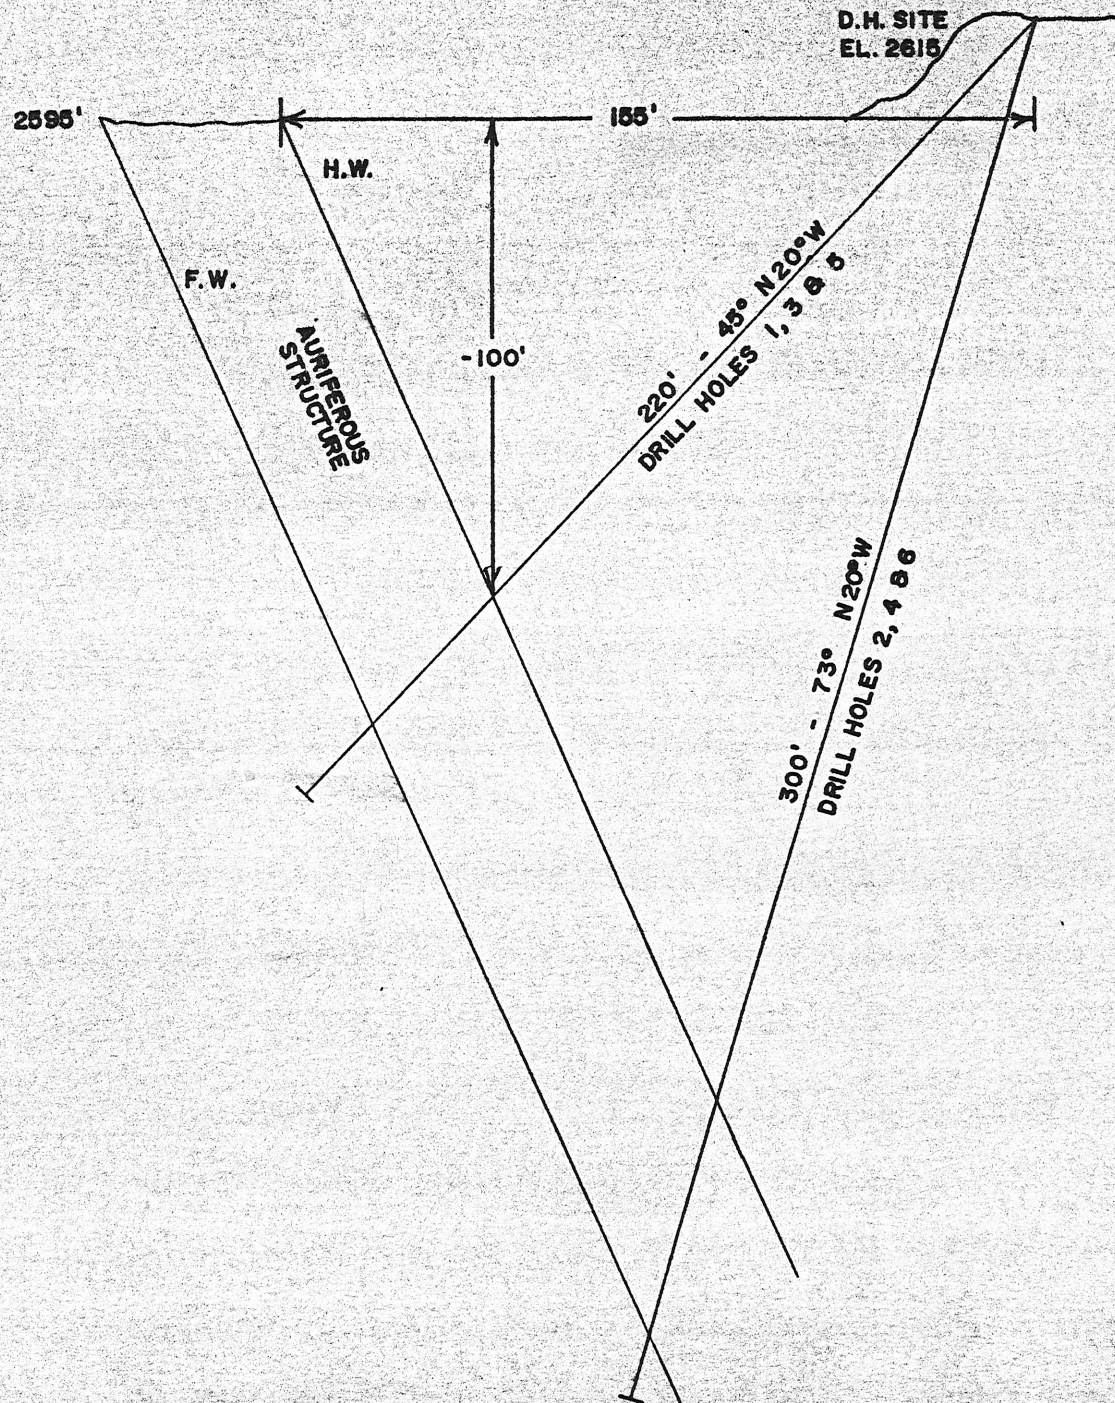 D.H. SITE
EL. 2615
2595'
155'
H.W.
F.W.
AURIFEROUS
STRUCTURE
-100'
220' - 45° N20°W
DRILL HOLES 1, 3 & 5
300' - 73° N20°W
DRILL HOLES 2, 4 & 6